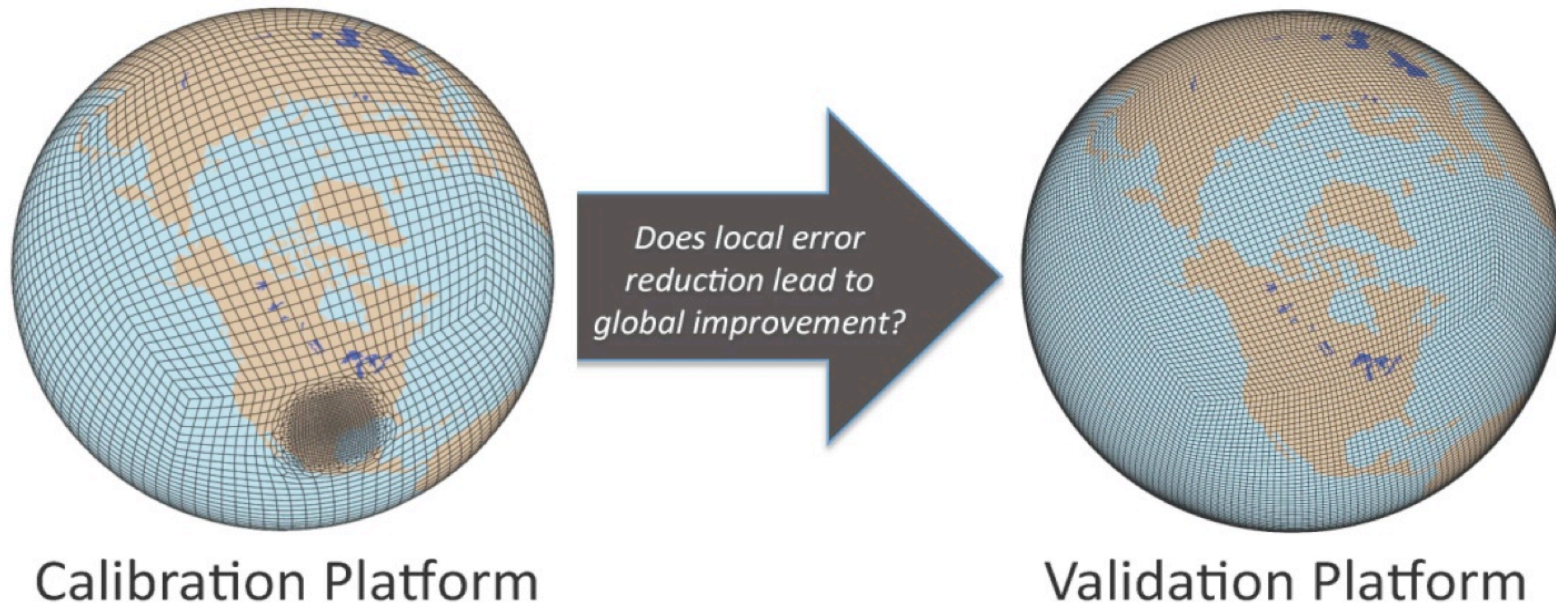 Does local error
reduction lead to
global improvement?
Calibration Platform
Validation Platform